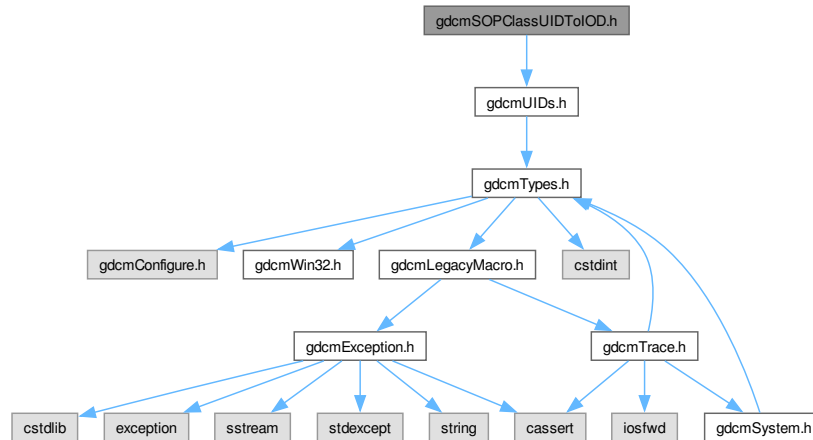 gdcmSOPClassUIDToIOD.h
gdcmUIDs.h
gdcmTypes.h
gdcmConfigure.h
gdcmWin32.h
gdcmLegacyMacro.h
cstdint
gdcmException.h
gdcmTrace.h
cstdlib
exception
sstream
stdexcept
string
cassert
iosfwd
gdcmSystem.h